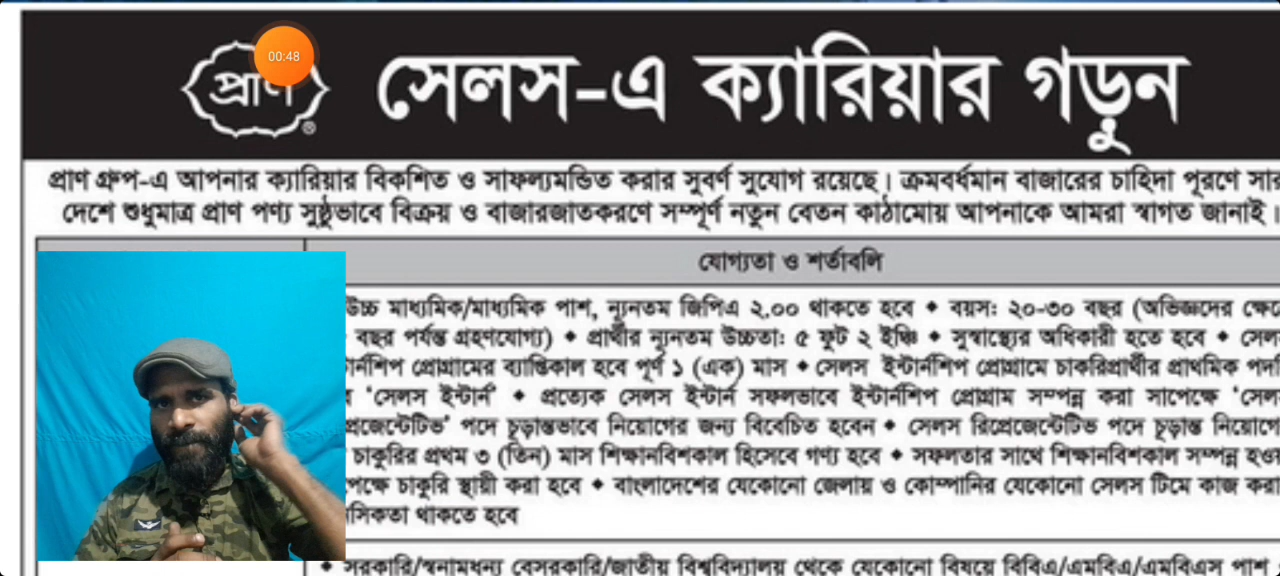 00:48
প্রাণ
®
সেলস-এ ক্যারিয়ার গড়ুন
প্রাণ গ্রুপ-এ আপনার ক্যারিয়ার বিকশিত ও সাফল্যমন্ডিত করার সুবর্ণ সুযোগ রয়েছে। ক্রমবর্ধমান বাজারের চাহিদা পূরণে সার
দেশে শুধুমাত্র প্রাণ পণ্য সুষ্ঠুভাবে বিক্রয় ও বাজারজাতকরণে সম্পূর্ণ নতুন বেতন কাঠামোয় আপনাকে আমরা স্বাগত জানাই।
যোগ্যতা ও শর্তাবলি
উচ্চ মাধ্যমিক/মাধ্যমিক পাশ, ন্যূনতম জিপিএ ২.০০ থাকতে হবে ◆ বয়স: ২০-৩০ বছর (অভিজ্ঞদের ক্ষেত্রে
বছর পর্যন্ত গ্রহণযোগ্য) ◆ প্রার্থীর ন্যূনতম উচ্চতা: ৫ ফুট ২ ইঞ্চি ◆ সুস্বাস্থ্যের অধিকারী হতে হবে ◆ সেল
র্নশিপ প্রোগ্রামের ব্যাপ্তিকাল হবে পূর্ণ ১ (এক) মাস ◆ সেলস ইন্টার্নশিপ প্রোগ্রামে চাকরিপ্রার্থীর প্রাথমিক পদ
‘সেলস ইন্টার্ন’ ◆ প্রত্যেক সেলস ইন্টার্ন সফলভাবে ইন্টার্নশিপ প্রোগ্রাম সম্পন্ন করা সাপেক্ষে ‘সেল
প্রেজেন্টেটিভ’ পদে চূড়ান্তভাবে নিয়োগের জন্য বিবেচিত হবেন ◆ সেলস রিপ্রেজেন্টেটিভ পদে চূড়ান্ত নিয়োগে
চাকুরির প্রথম ৩ (তিন) মাস শিক্ষানবিশকাল হিসেবে গণ্য হবে ◆ সফলতার সাথে শিক্ষানবিশকাল সম্পন্ন হও
পক্ষে চাকুরি স্থায়ী করা হবে ◆ বাংলাদেশের যেকোনো জেলায় ও কোম্পানির যেকোনো সেলস টিমে কাজ করা
সিকতা থাকতে হবে
◆ সরকারি/স্বনামধন্য বেসরকারি/জাতীয় বিশ্ববিদ্যালয় থেকে যেকোনো বিষয়ে বিবিএ/এমবিএ/এমবিএস পাশ